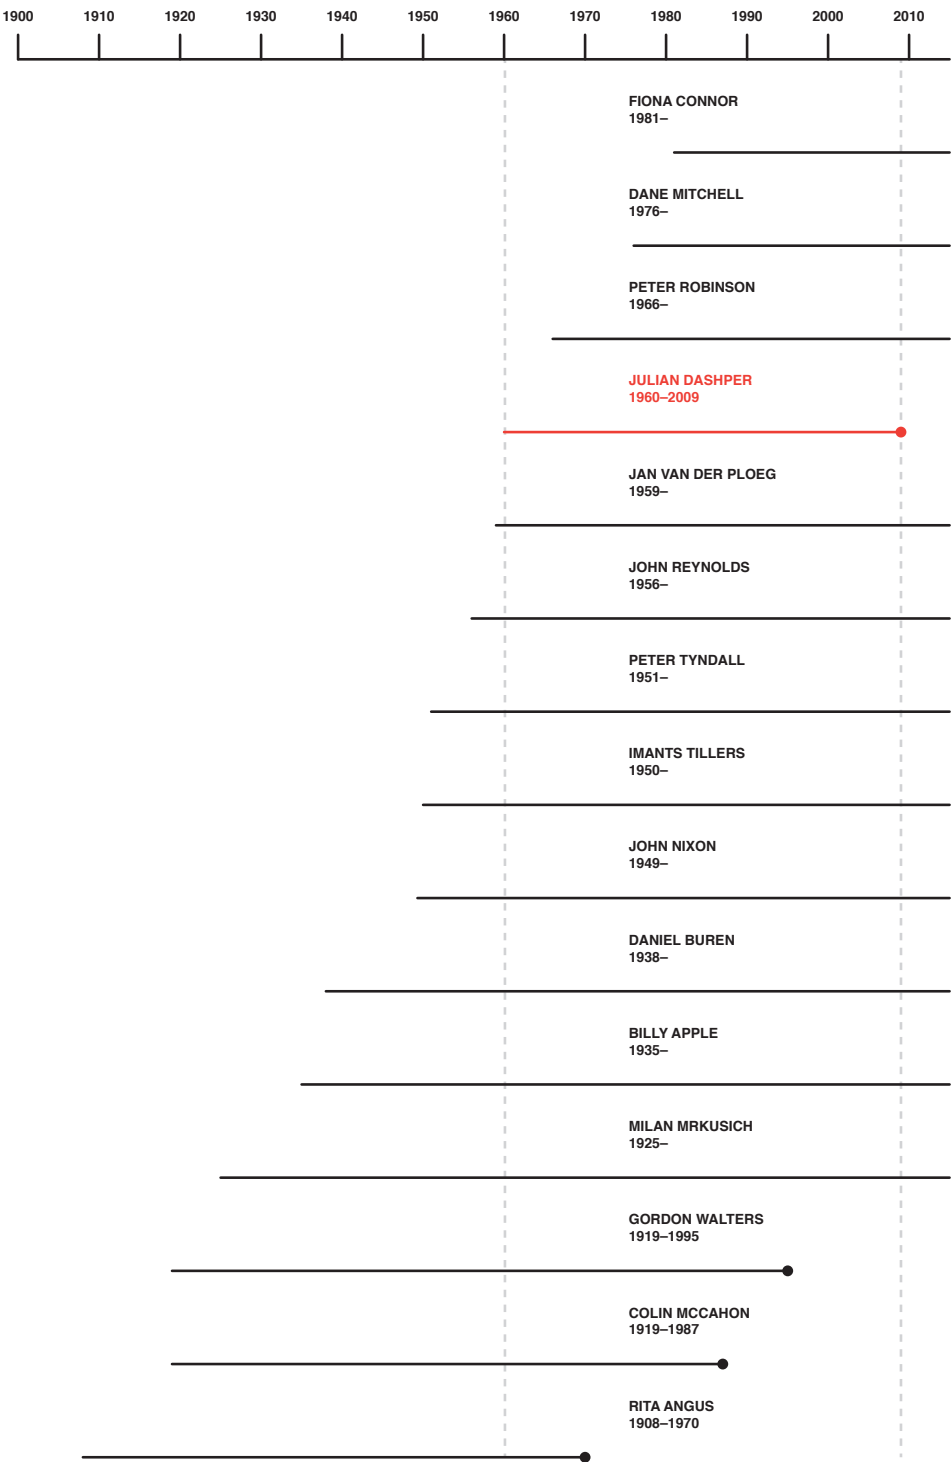 1900 1910 1920 1930 1940 1950 1960 1970 1980 1990 2000 2010
FIONA CONNOR
1981–
DANE MITCHELL
1976–
PETER ROBINSON
1966–
JULIAN DASHPER
1960–2009
JAN VAN DER PLOEG
1959–
JOHN REYNOLDS
1956–
PETER TYNDALL
1951–
IMANTS TILLERS
1950–
JOHN NIXON
1949–
DANIEL BUREN
1938–
BILLY APPLE
1935–
MILAN MRKUSICH
1925–
GORDON WALTERS
1919–1995
COLIN MCCAHON
1919–1987
RITA ANGUS
1908–1970